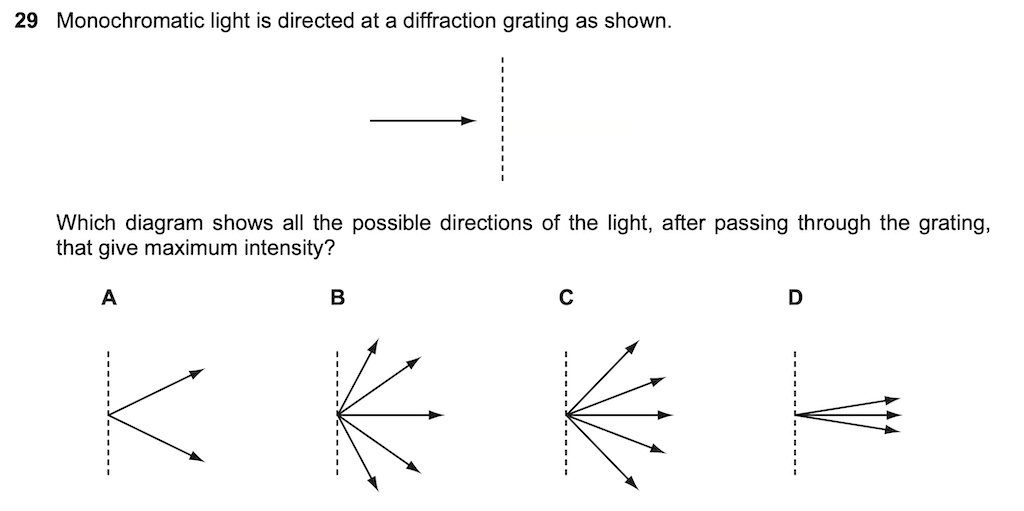 29 Monochromatic light is directed at a diffraction grating as shown.
Which diagram shows all the possible directions of the light, after passing through the grating,
that give maximum intensity?
A B C D